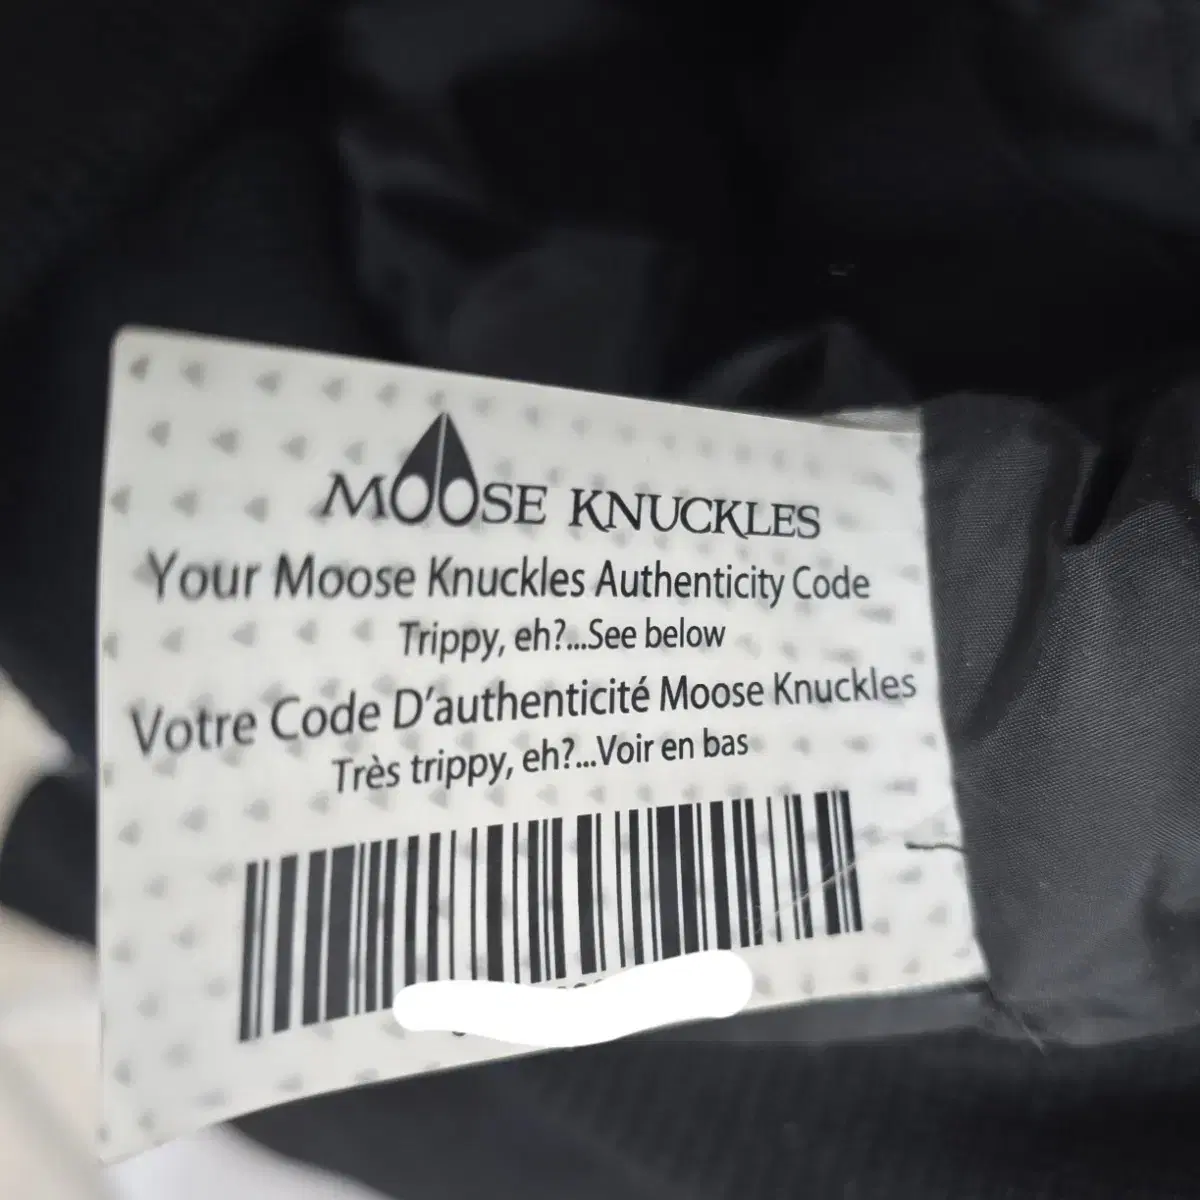 MOOSE KNUCKLES
Your Moose Knuckles Authenticity Code
Trippy, eh?...See below
Votre Code D'authenticité Moose Knuckles
Très trippy, eh?...Voir en bas